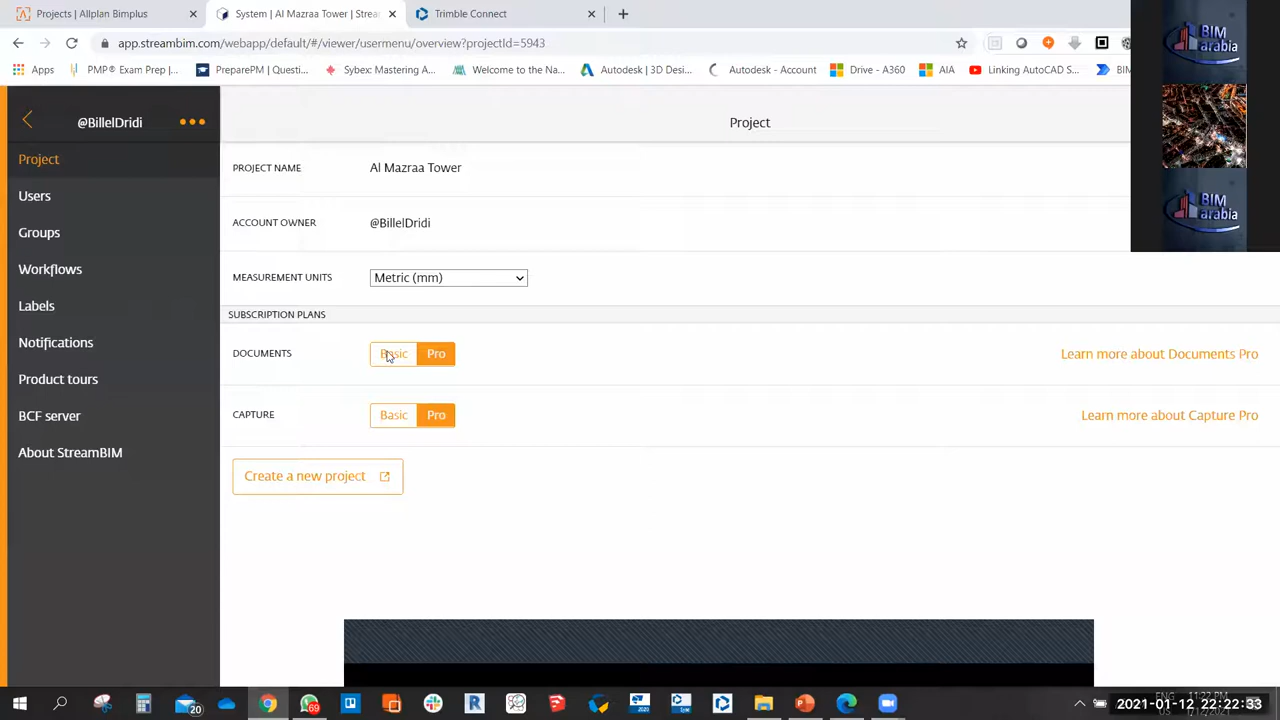 Projects | Allplan Bimplus
System | Al Mazraa Tower | Strea
Trimble Connect
app.streambim.com/webapp/default/#/viewer/usermenu/overview?projectId=5943
Apps
PMP® Exam Prep |...
PreparePM | Questi...
Sybex: Mastering A...
Welcome to the Na...
Autodesk | 3D Desi...
Autodesk - Account
Drive - A360
AIA
Linking AutoCAD S...
BIM
BIM
arabia
BIM
arabia
@BillelDridi
Project
Users
Groups
Workflows
Labels
Notifications
Product tours
BCF server
About StreamBIM
Project
PROJECT NAME
Al Mazraa Tower
ACCOUNT OWNER
@BillelDridi
MEASUREMENT UNITS
Metric (mm)
SUBSCRIPTION PLANS
DOCUMENTS
Basic
Pro
Learn more about Documents Pro
CAPTURE
Basic
Pro
Learn more about Capture Pro
Create a new project
20
69
2021-01-12 22:22:33